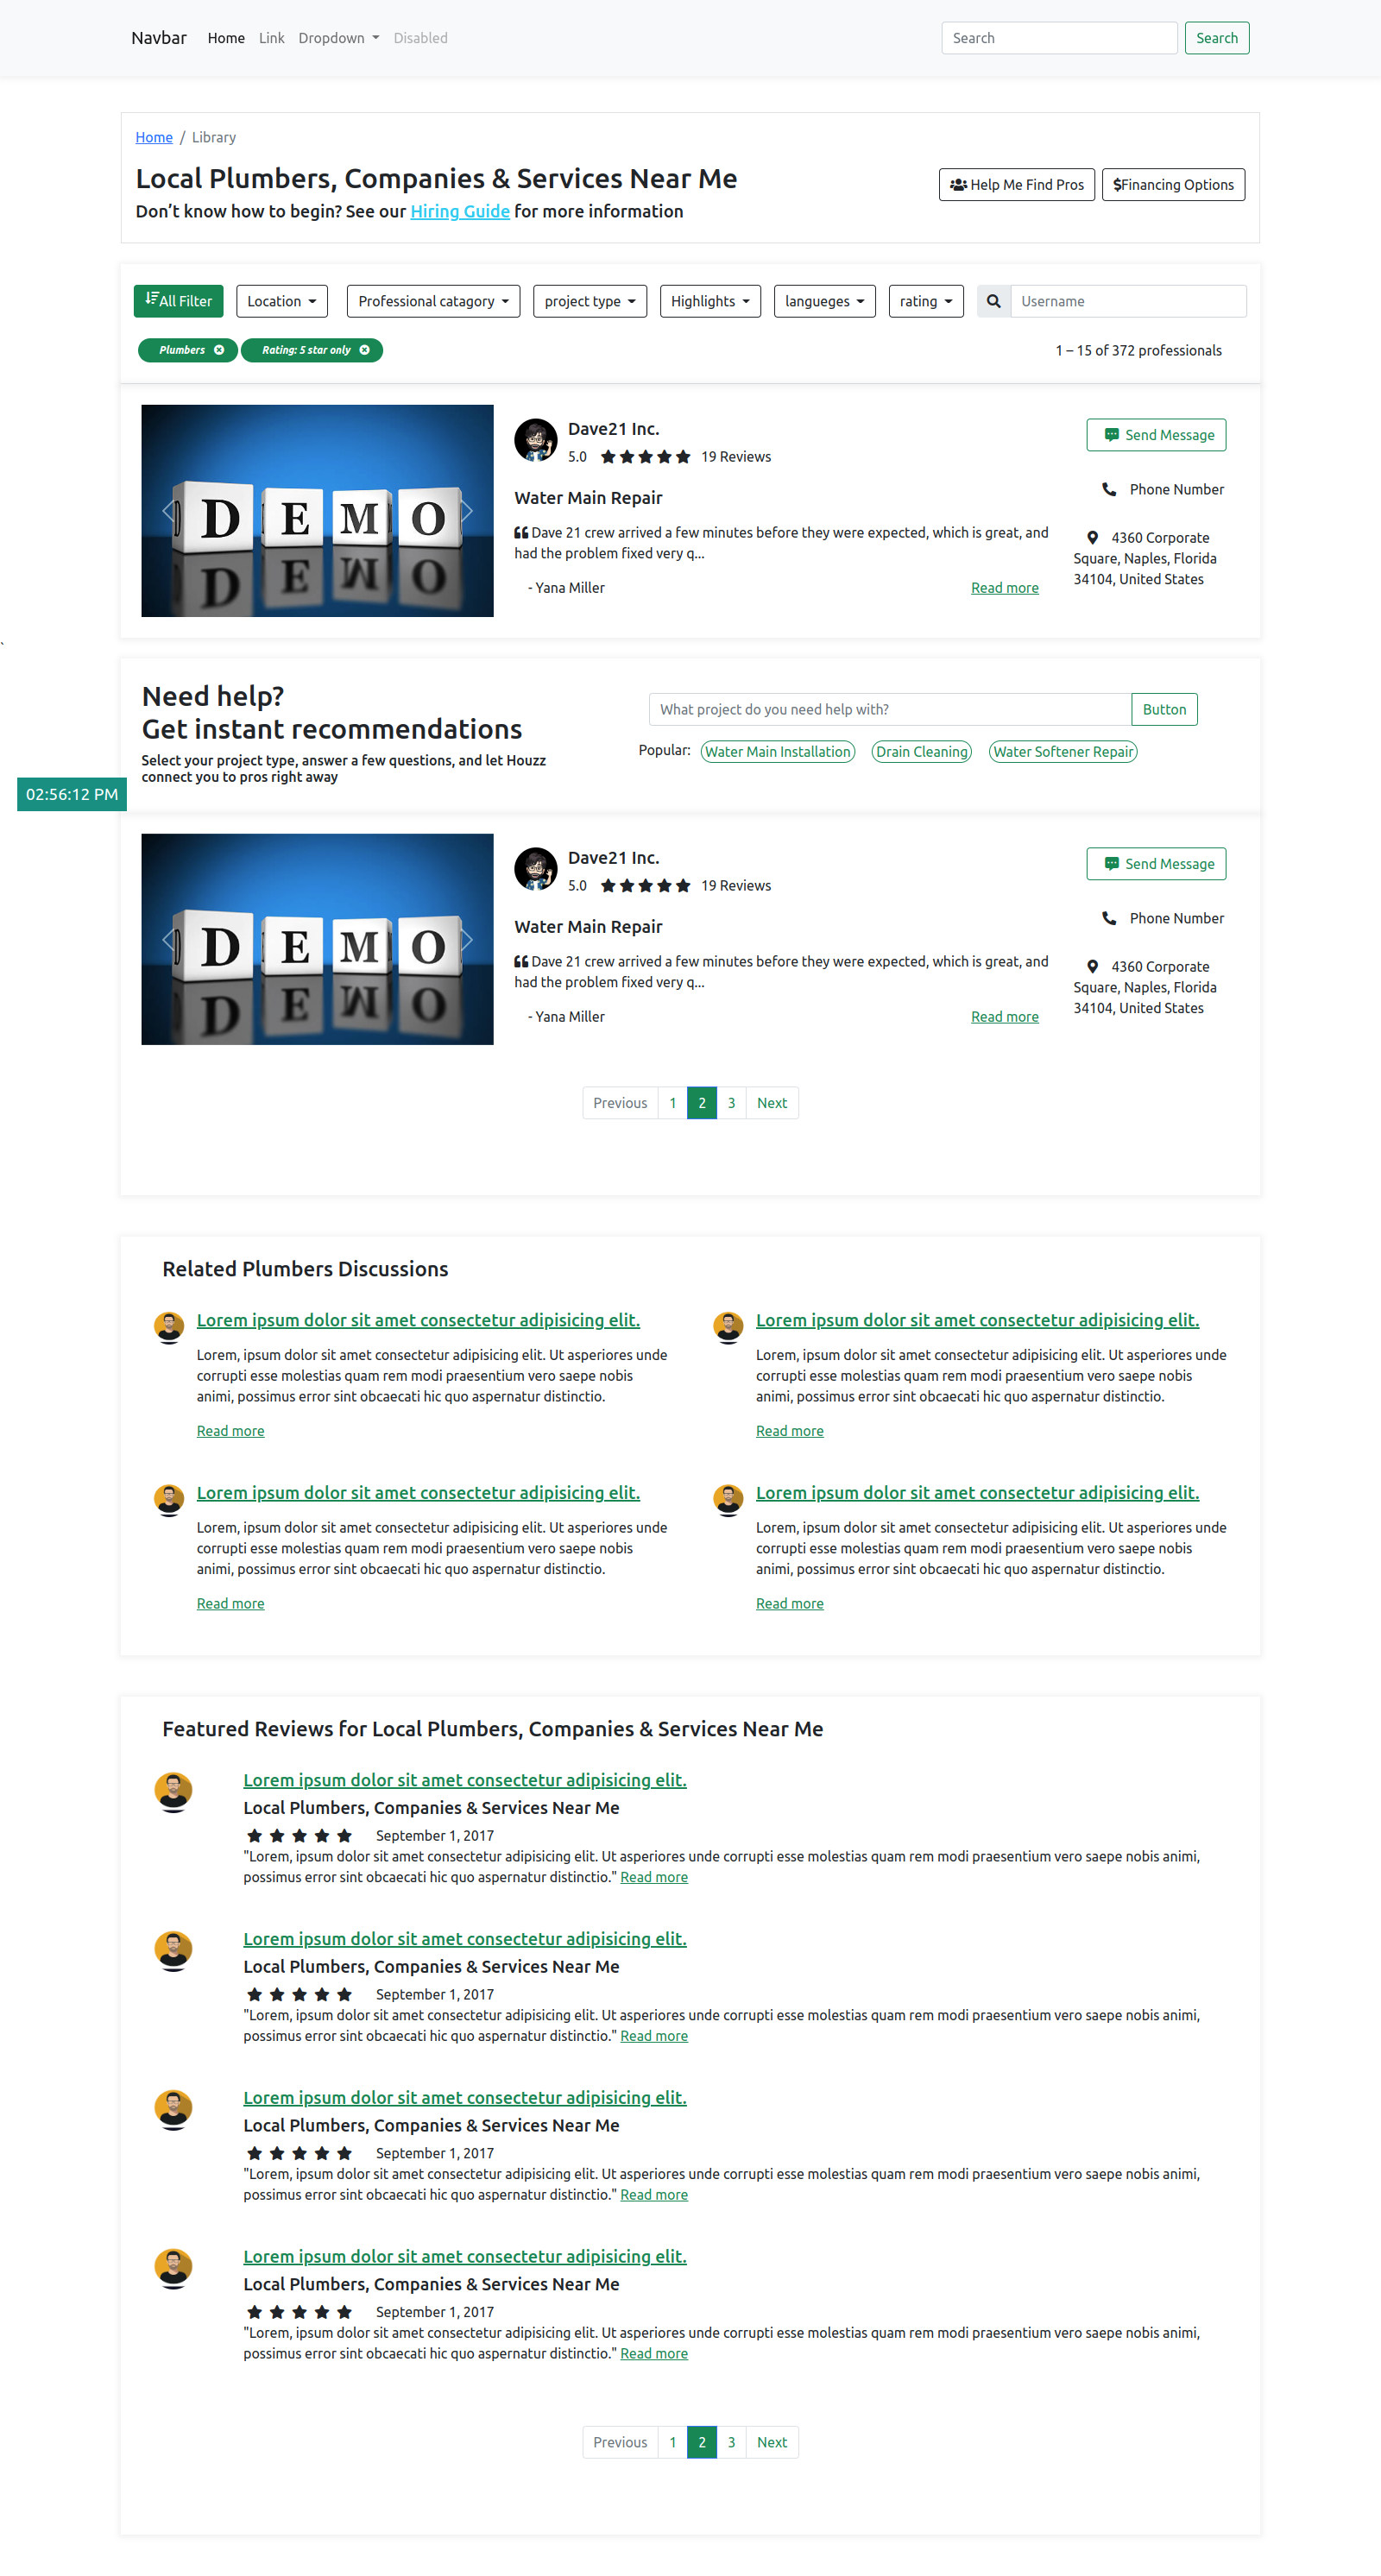 Navbar Home Link Dropdown Disabled Search Search
Home / Library
Local Plumbers, Companies & Services Near Me
Help Me Find Pros $Financing Options
Don't know how to begin? See our Hiring Guide for more information
All Filter Location Professional catagory project type Highlights langueges rating Username
Plumbers Rating: 5 star only 1 – 15 of 372 professionals
DEMO
Dave21 Inc.
5.0 19 Reviews
Water Main Repair
Dave 21 crew arrived a few minutes before they were expected, which is great, and
had the problem fixed very q...
- Yana Miller Read more
Send Message
Phone Number
4360 Corporate
Square, Naples, Florida
34104, United States
`
Need help?
Get instant recommendations
Select your project type, answer a few questions, and let Houzz
connect you to pros right away
What project do you need help with? Button
Popular: Water Main Installation Drain Cleaning Water Softener Repair
02:56:12 PM
DEMO
Dave21 Inc.
5.0 19 Reviews
Water Main Repair
Dave 21 crew arrived a few minutes before they were expected, which is great, and
had the problem fixed very q...
- Yana Miller Read more
Send Message
Phone Number
4360 Corporate
Square, Naples, Florida
34104, United States
Previous 1 2 3 Next
Related Plumbers Discussions
Lorem ipsum dolor sit amet consectetur adipisicing elit.
Lorem, ipsum dolor sit amet consectetur adipisicing elit. Ut asperiores unde
corrupti esse molestias quam rem modi praesentium vero saepe nobis
animi, possimus error sint obcaecati hic quo aspernatur distinctio.
Read more
Lorem ipsum dolor sit amet consectetur adipisicing elit.
Lorem, ipsum dolor sit amet consectetur adipisicing elit. Ut asperiores unde
corrupti esse molestias quam rem modi praesentium vero saepe nobis
animi, possimus error sint obcaecati hic quo aspernatur distinctio.
Read more
Lorem ipsum dolor sit amet consectetur adipisicing elit.
Lorem, ipsum dolor sit amet consectetur adipisicing elit. Ut asperiores unde
corrupti esse molestias quam rem modi praesentium vero saepe nobis
animi, possimus error sint obcaecati hic quo aspernatur distinctio.
Read more
Lorem ipsum dolor sit amet consectetur adipisicing elit.
Lorem, ipsum dolor sit amet consectetur adipisicing elit. Ut asperiores unde
corrupti esse molestias quam rem modi praesentium vero saepe nobis
animi, possimus error sint obcaecati hic quo aspernatur distinctio.
Read more
Featured Reviews for Local Plumbers, Companies & Services Near Me
Lorem ipsum dolor sit amet consectetur adipisicing elit.
Local Plumbers, Companies & Services Near Me
September 1, 2017
"Lorem, ipsum dolor sit amet consectetur adipisicing elit. Ut asperiores unde corrupti esse molestias quam rem modi praesentium vero saepe nobis animi,
possimus error sint obcaecati hic quo aspernatur distinctio." Read more
Lorem ipsum dolor sit amet consectetur adipisicing elit.
Local Plumbers, Companies & Services Near Me
September 1, 2017
"Lorem, ipsum dolor sit amet consectetur adipisicing elit. Ut asperiores unde corrupti esse molestias quam rem modi praesentium vero saepe nobis animi,
possimus error sint obcaecati hic quo aspernatur distinctio." Read more
Lorem ipsum dolor sit amet consectetur adipisicing elit.
Local Plumbers, Companies & Services Near Me
September 1, 2017
"Lorem, ipsum dolor sit amet consectetur adipisicing elit. Ut asperiores unde corrupti esse molestias quam rem modi praesentium vero saepe nobis animi,
possimus error sint obcaecati hic quo aspernatur distinctio." Read more
Lorem ipsum dolor sit amet consectetur adipisicing elit.
Local Plumbers, Companies & Services Near Me
September 1, 2017
"Lorem, ipsum dolor sit amet consectetur adipisicing elit. Ut asperiores unde corrupti esse molestias quam rem modi praesentium vero saepe nobis animi,
possimus error sint obcaecati hic quo aspernatur distinctio." Read more
Previous 1 2 3 Next